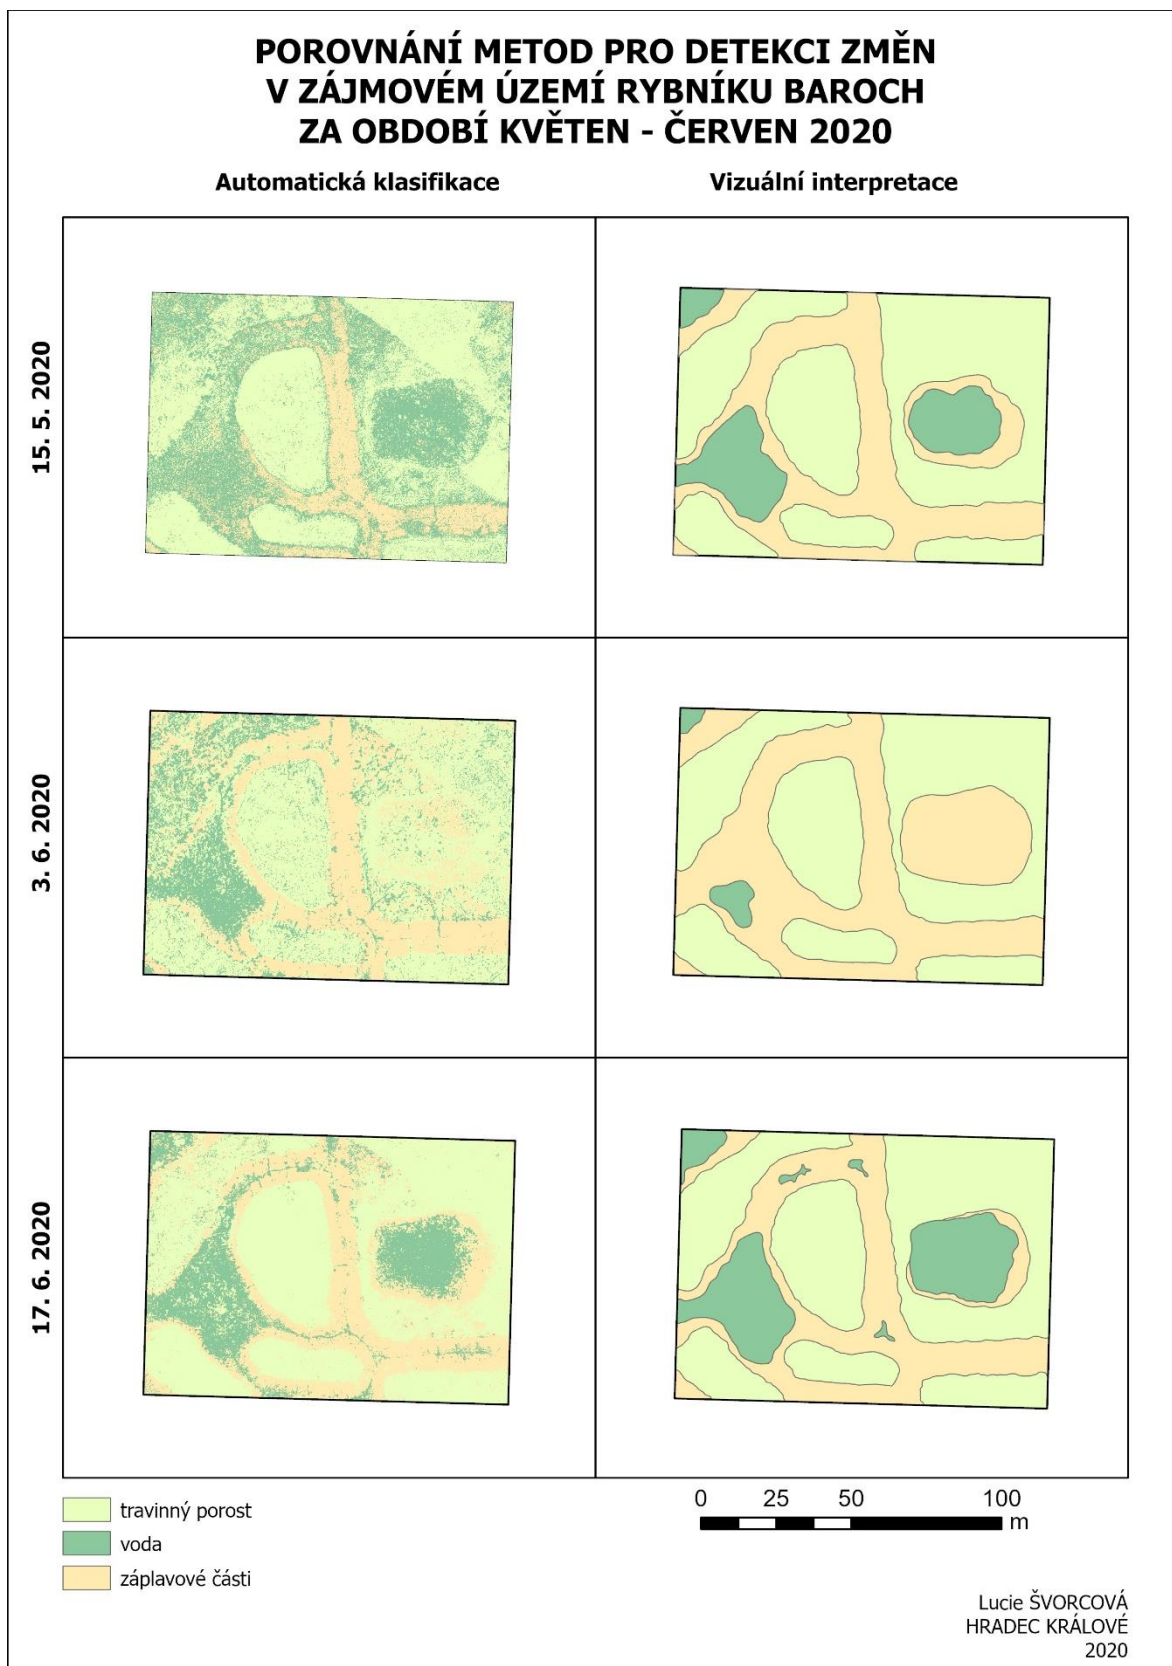 POROVNÁNÍ METOD PRO DETEKCI ZMĚN
V ZÁJMOVÉM ÚZEMÍ RYBNÍKU BAROCH
ZA OBDOBÍ KVĚTEN - ČERVEN 2020
Automatická klasifikace
Vizuální interpretace
15. 5. 2020
3. 6. 2020
17. 6. 2020
travinný porost
voda
záplavové části
0 25 50 100
m
Lucie ŠVORCOVÁ
HRADEC KRÁLOVÉ
2020